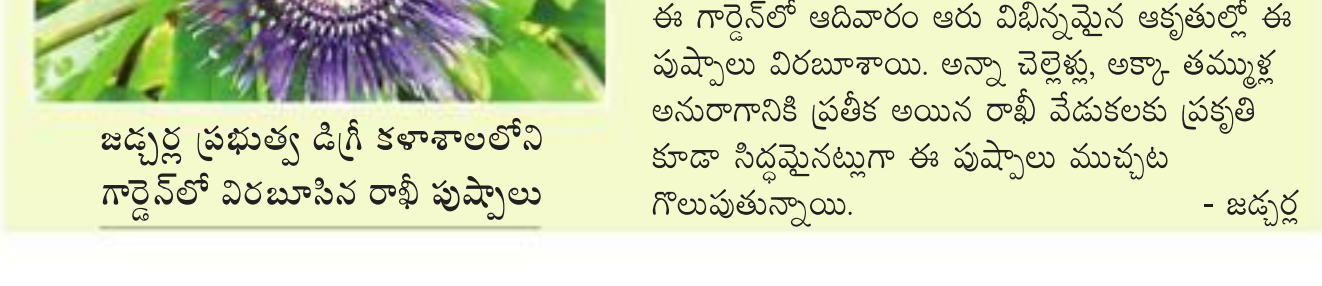 జడ్చర్ల ప్రభుత్వ డిగ్రీ కళాశాలలోని
గార్డెన్‌లో విరబూసిన రాఖీ పుష్పాలు
ఈ గార్డెన్‌లో ఆదివారం ఆరు విభిన్నమైన ఆకృతుల్లో ఈ
పుష్పాలు విరబూశాయి. అన్నా చెల్లెళ్లు, అక్కా తమ్ముళ్ల
అనురాగానికి ప్రతీక అయిన రాఖీ వేడుకలకు ప్రకృతి
కూడా సిద్ధమైనట్లుగా ఈ పుష్పాలు ముచ్చట
గొలుపుతున్నాయి. - జడ్చర్ల